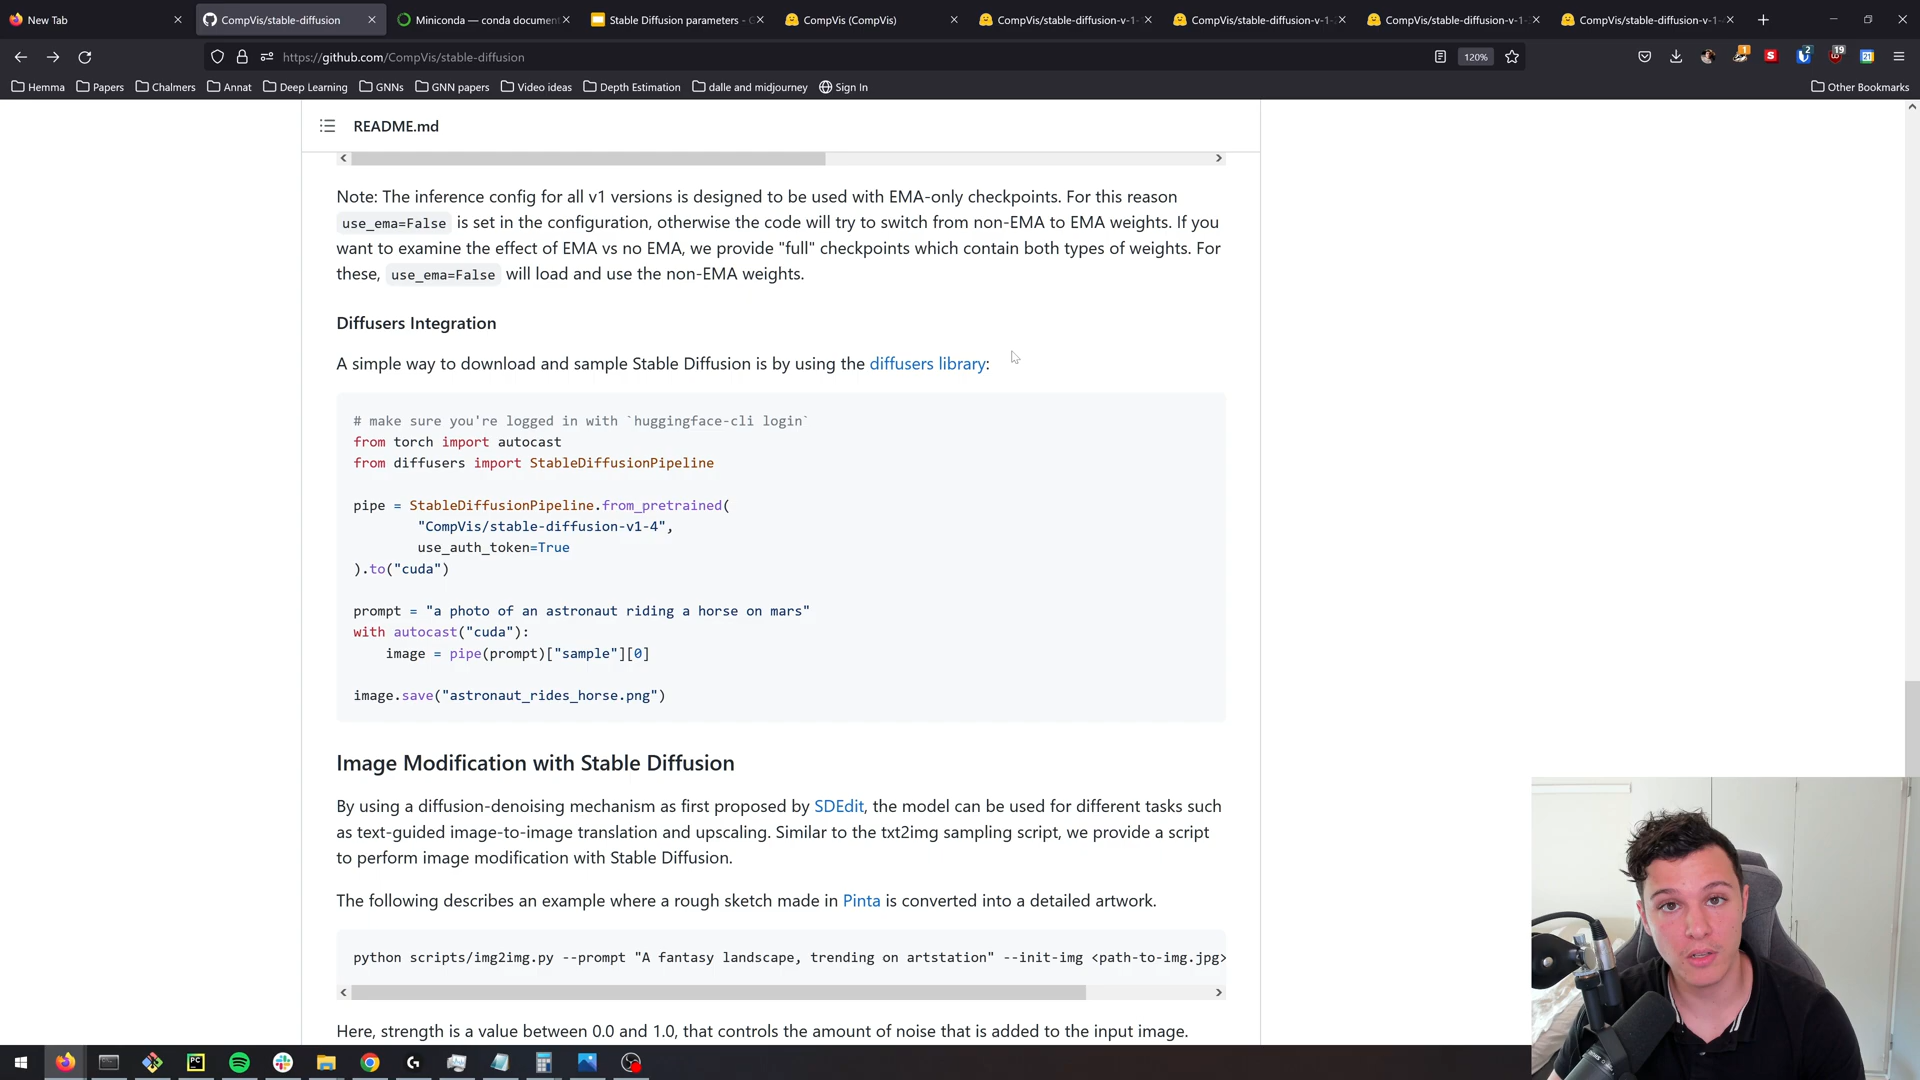 New Tab
CompVis/stable-diffusion
Miniconda — conda document
Stable Diffusion parameters - G
CompVis (CompVis)
CompVis/stable-diffusion-v-1-
CompVis/stable-diffusion-v-1-
CompVis/stable-diffusion-v-1-
CompVis/stable-diffusion-v-1-
https://github.com/CompVis/stable-diffusion
120%
1
2
19
Hemma
Papers
Chalmers
Annat
Deep Learning
GNNs
GNN papers
Video ideas
Depth Estimation
dalle and midjourney
Sign In
Other Bookmarks
README.md
Note: The inference config for all v1 versions is designed to be used with EMA-only checkpoints. For this reason
use_ema=False is set in the configuration, otherwise the code will try to switch from non-EMA to EMA weights. If you
want to examine the effect of EMA vs no EMA, we provide "full" checkpoints which contain both types of weights. For
these, use_ema=False will load and use the non-EMA weights.
Diffusers Integration
A simple way to download and sample Stable Diffusion is by using the diffusers library:
# make sure you're logged in with `huggingface-cli login`
from torch import autocast
from diffusers import StableDiffusionPipeline
pipe = StableDiffusionPipeline.from_pretrained(
"CompVis/stable-diffusion-v1-4",
use_auth_token=True
).to("cuda")
prompt = "a photo of an astronaut riding a horse on mars"
with autocast("cuda"):
image = pipe(prompt)["sample"][0]
image.save("astronaut_rides_horse.png")
Image Modification with Stable Diffusion
By using a diffusion-denoising mechanism as first proposed by SDEdit, the model can be used for different tasks such
as text-guided image-to-image translation and upscaling. Similar to the txt2img sampling script, we provide a script
to perform image modification with Stable Diffusion.
The following describes an example where a rough sketch made in Pinta is converted into a detailed artwork.
python scripts/img2img.py --prompt "A fantasy landscape, trending on artstation" --init-img <path-to-img.jpg>
Here, strength is a value between 0.0 and 1.0, that controls the amount of noise that is added to the input image.